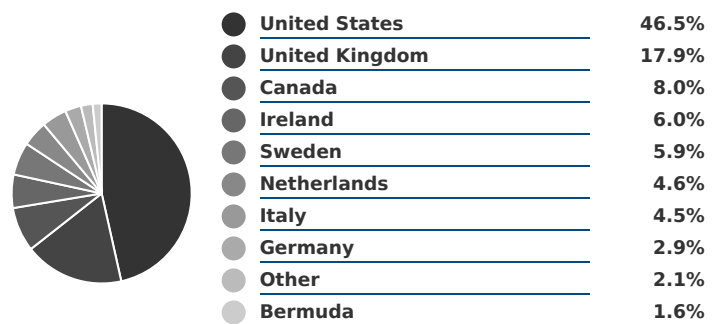 United States 46.5%
United Kingdom 17.9%
Canada 8.0%
Ireland 6.0%
Sweden 5.9%
Netherlands 4.6%
Italy 4.5%
Germany 2.9%
Other 2.1%
Bermuda 1.6%